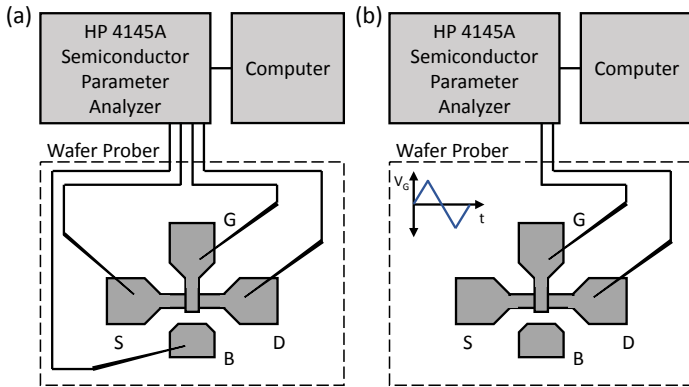 (a)
HP 4145A
Semiconductor
Parameter
Analyzer
Computer
Wafer Prober
G
S
D
B
(b)
HP 4145A
Semiconductor
Parameter
Analyzer
Computer
Wafer Prober
V_G
t
G
S
D
B